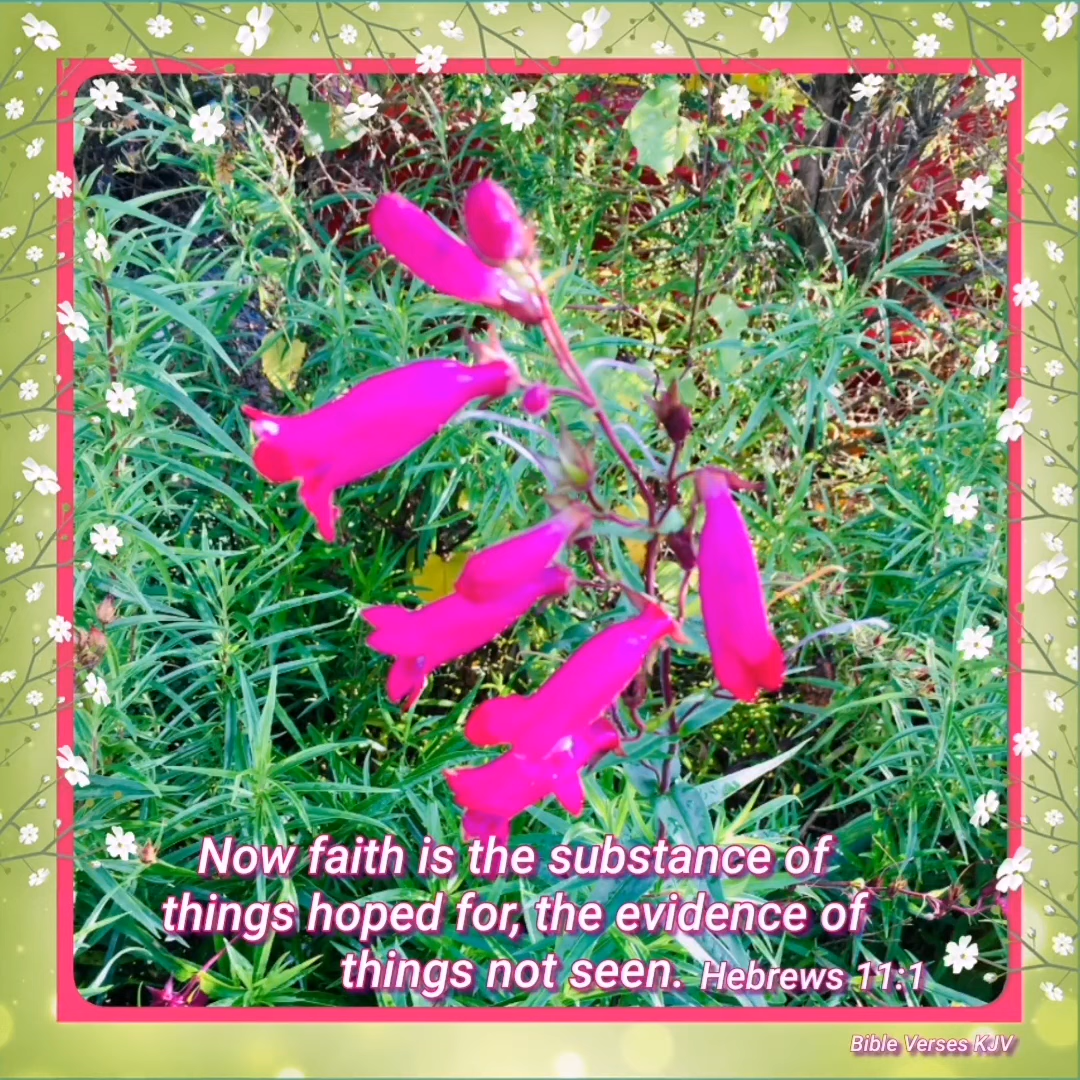 Now faith is the substance of
things hoped for, the evidence of
things not seen. Hebrews 11:1
Bible Verses KJV